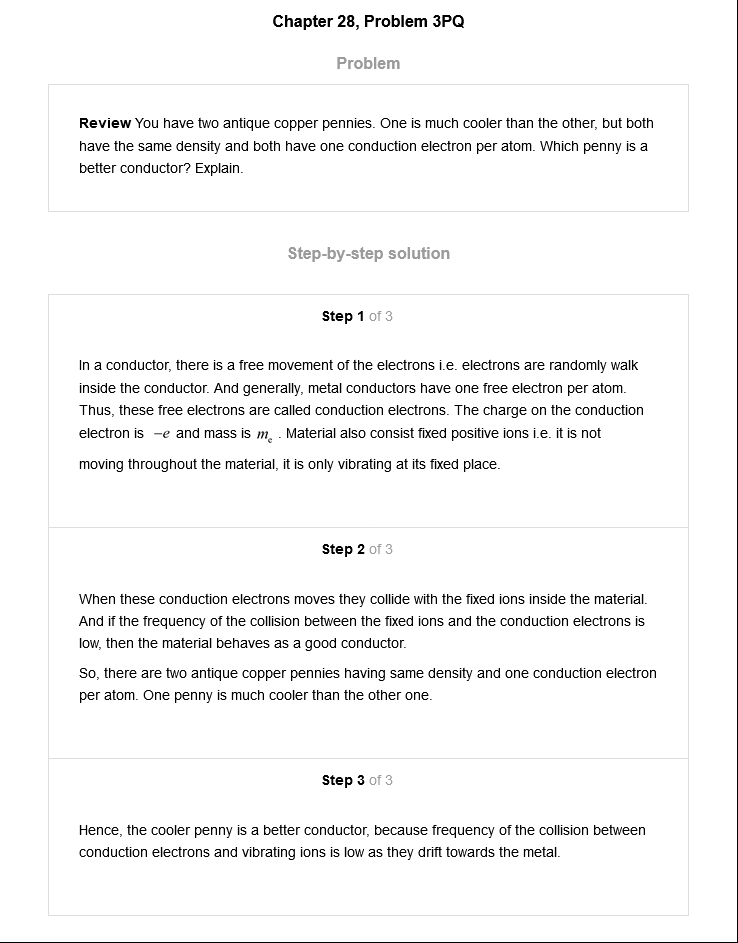 Chapter 28, Problem 3PQ
Problem
Review You have two antique copper pennies. One is much cooler than the other, but both
have the same density and both have one conduction electron per atom. Which penny is a
better conductor? Explain.
Step-by-step solution
Step 1 of 3
In a conductor, there is a free movement of the electrons i.e. electrons are randomly walk
inside the conductor. And generally, metal conductors have one free electron per atom.
Thus, these free electrons are called conduction electrons. The charge on the conduction
electron is −e and mass is mₑ . Material also consist fixed positive ions i.e. it is not
moving throughout the material, it is only vibrating at its fixed place.
Step 2 of 3
When these conduction electrons moves they collide with the fixed ions inside the material.
And if the frequency of the collision between the fixed ions and the conduction electrons is
low, then the material behaves as a good conductor.
So, there are two antique copper pennies having same density and one conduction electron
per atom. One penny is much cooler than the other one.
Step 3 of 3
Hence, the cooler penny is a better conductor, because frequency of the collision between
conduction electrons and vibrating ions is low as they drift towards the metal.